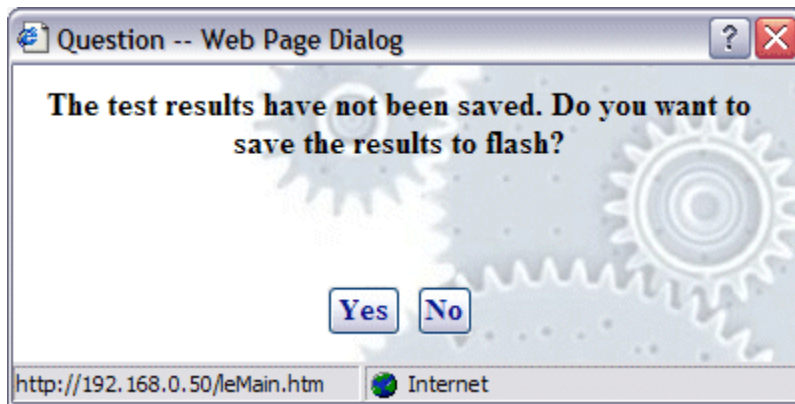 Question -- Web Page Dialog
The test results have not been saved. Do you want to
save the results to flash?
Yes No
http://192.168.0.50/leMain.htm Internet